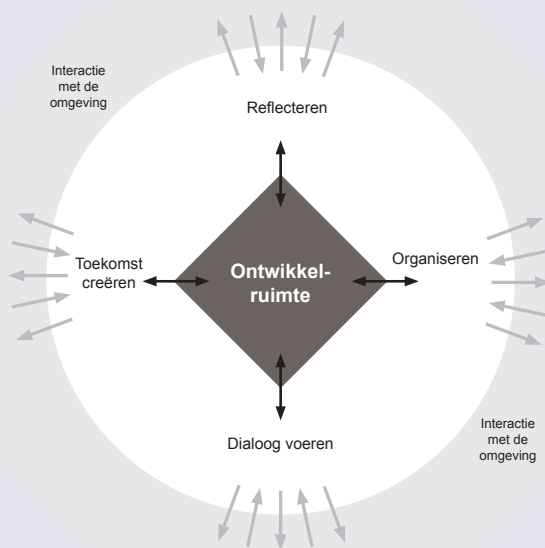 Interactie
met de
omgeving
Reflecteren
Toekomst
creëren
Ontwikkel-
ruimte
Organiseren
Dialoog voeren
Interactie
met de
omgeving